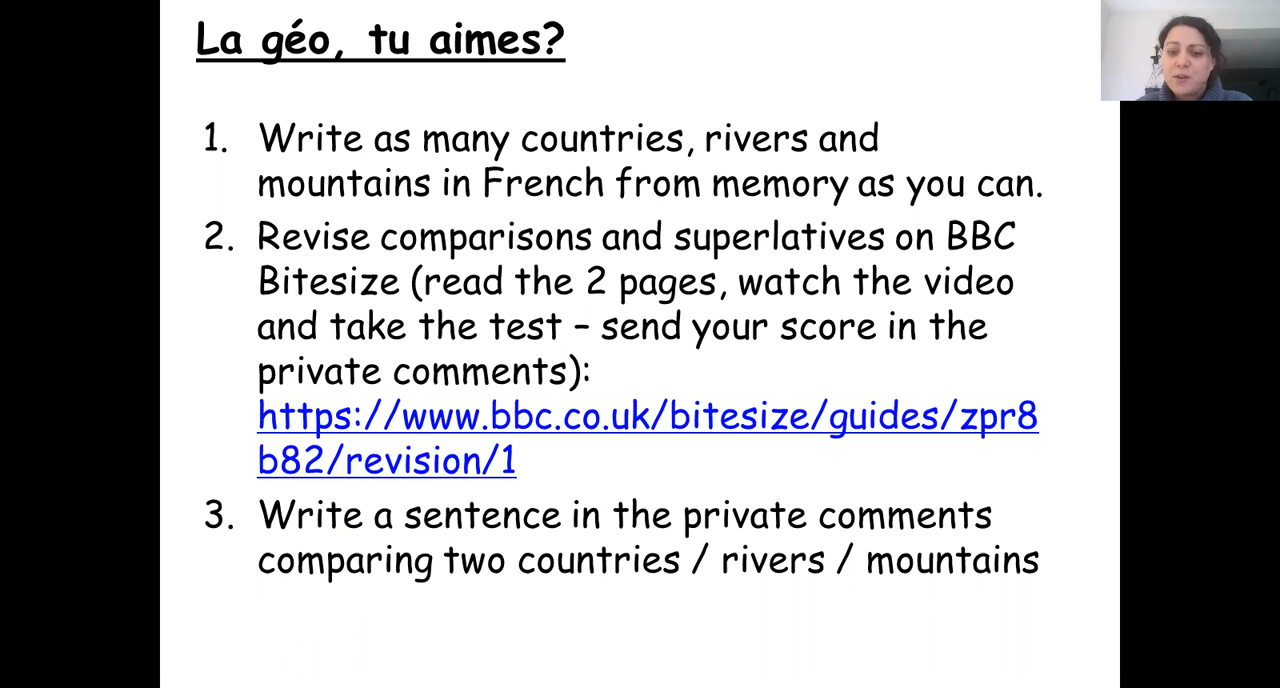 La géo, tu aimes?
1. Write as many countries, rivers and
mountains in French from memory as you can.
2. Revise comparisons and superlatives on BBC
Bitesize (read the 2 pages, watch the video
and take the test – send your score in the
private comments):
https://www.bbc.co.uk/bitesize/guides/zpr8
b82/revision/1
3. Write a sentence in the private comments
comparing two countries / rivers / mountains